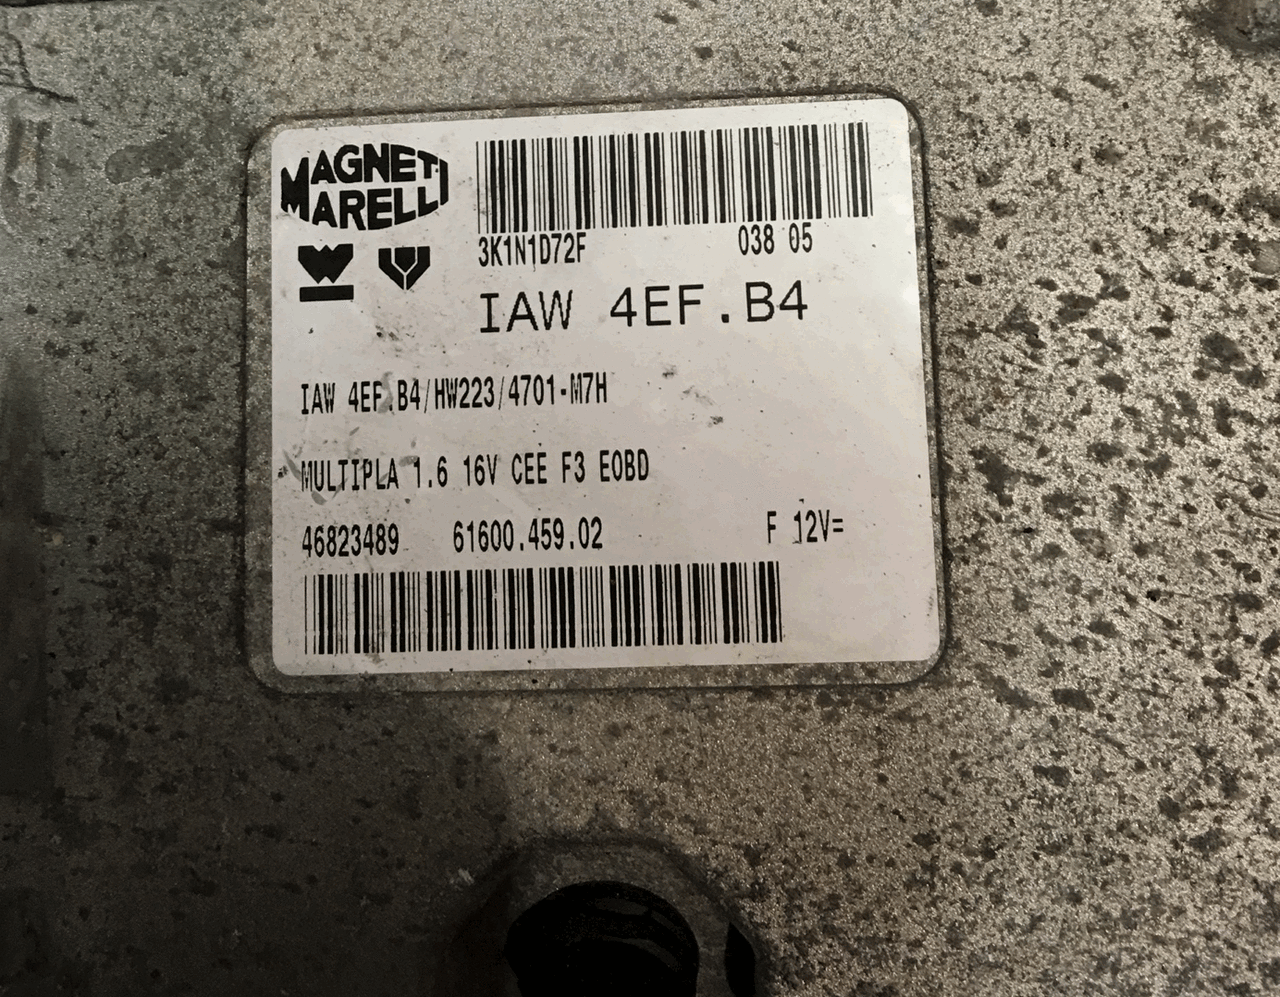 MAGNETI
MARELLI
3K1N1D72F 038 05
IAW 4EF.B4
IAW 4EF.B4/HW223/4701-M7H
MULTIPLA 1.6 16V CEE F3 EOBD
46823489 61600.459.02 F 12V=